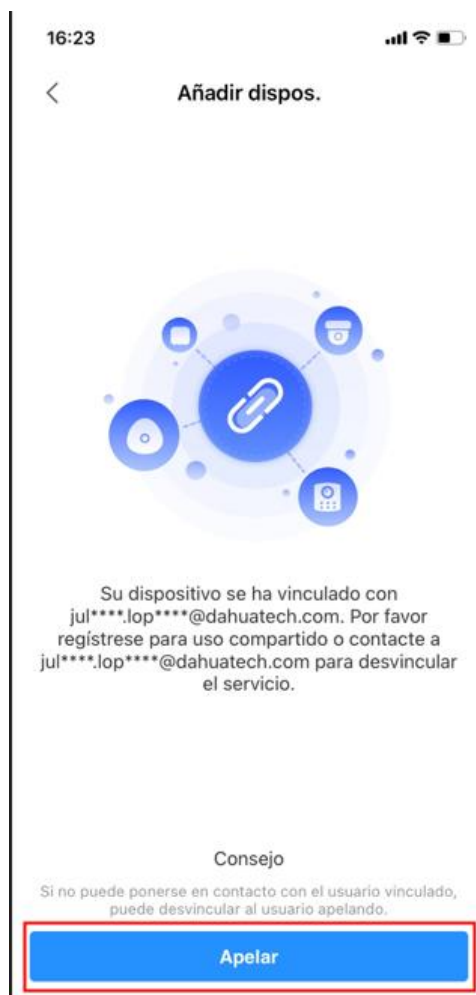 16:23
Añadir dispos.
Su dispositivo se ha vinculado con
jul****.lop****@dahuatech.com. Por favor
regístrese para uso compartido o contacte a
jul****.lop****@dahuatech.com para desvincular
el servicio.
Consejo
Si no puede ponerse en contacto con el usuario vinculado,
puede desvincular al usuario apelando.
Apelar